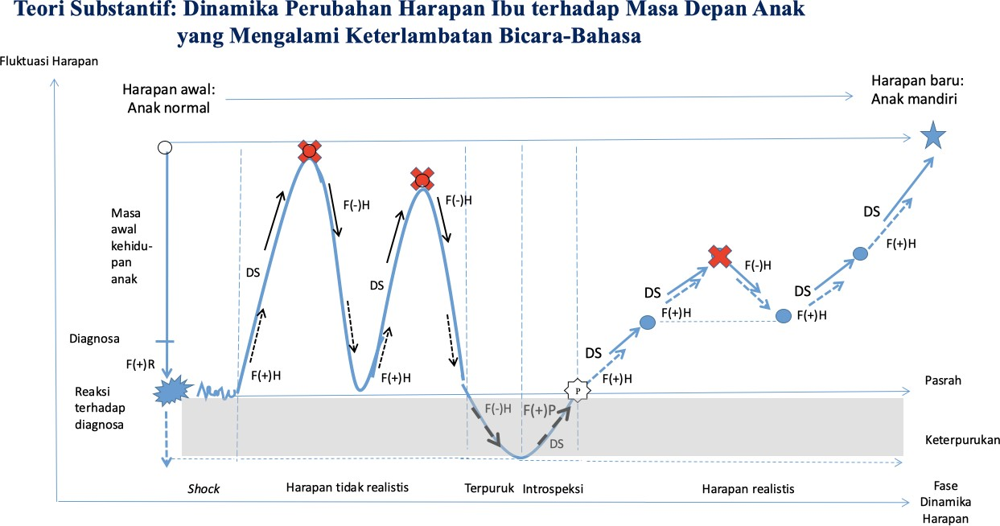 Teori Substantif: Dinamika Perubahan Harapan Ibu terhadap Masa Depan Anak
yang Mengalami Keterlambatan Bicara-Bahasa
Fluktuasi Harapan
Harapan awal:
Anak normal
Harapan baru:
Anak mandiri
Masa
awal
kehidu-
pan
anak
Diagnosa
F(+)R
Reaksi
terhadap
diagnosa
DS
F(+)H
F(-)H
DS
F(+)H
F(-)H
F(-)H
F(+)P
DS
P
DS
F(+)H
DS
F(+)H
F(-)H
DS
F(+)H
DS
F(+)H
Pasrah
Keterpurukan
Shock
Harapan tidak realistis
Terpuruk
Introspeksi
Harapan realistis
Fase
Dinamika
Harapan